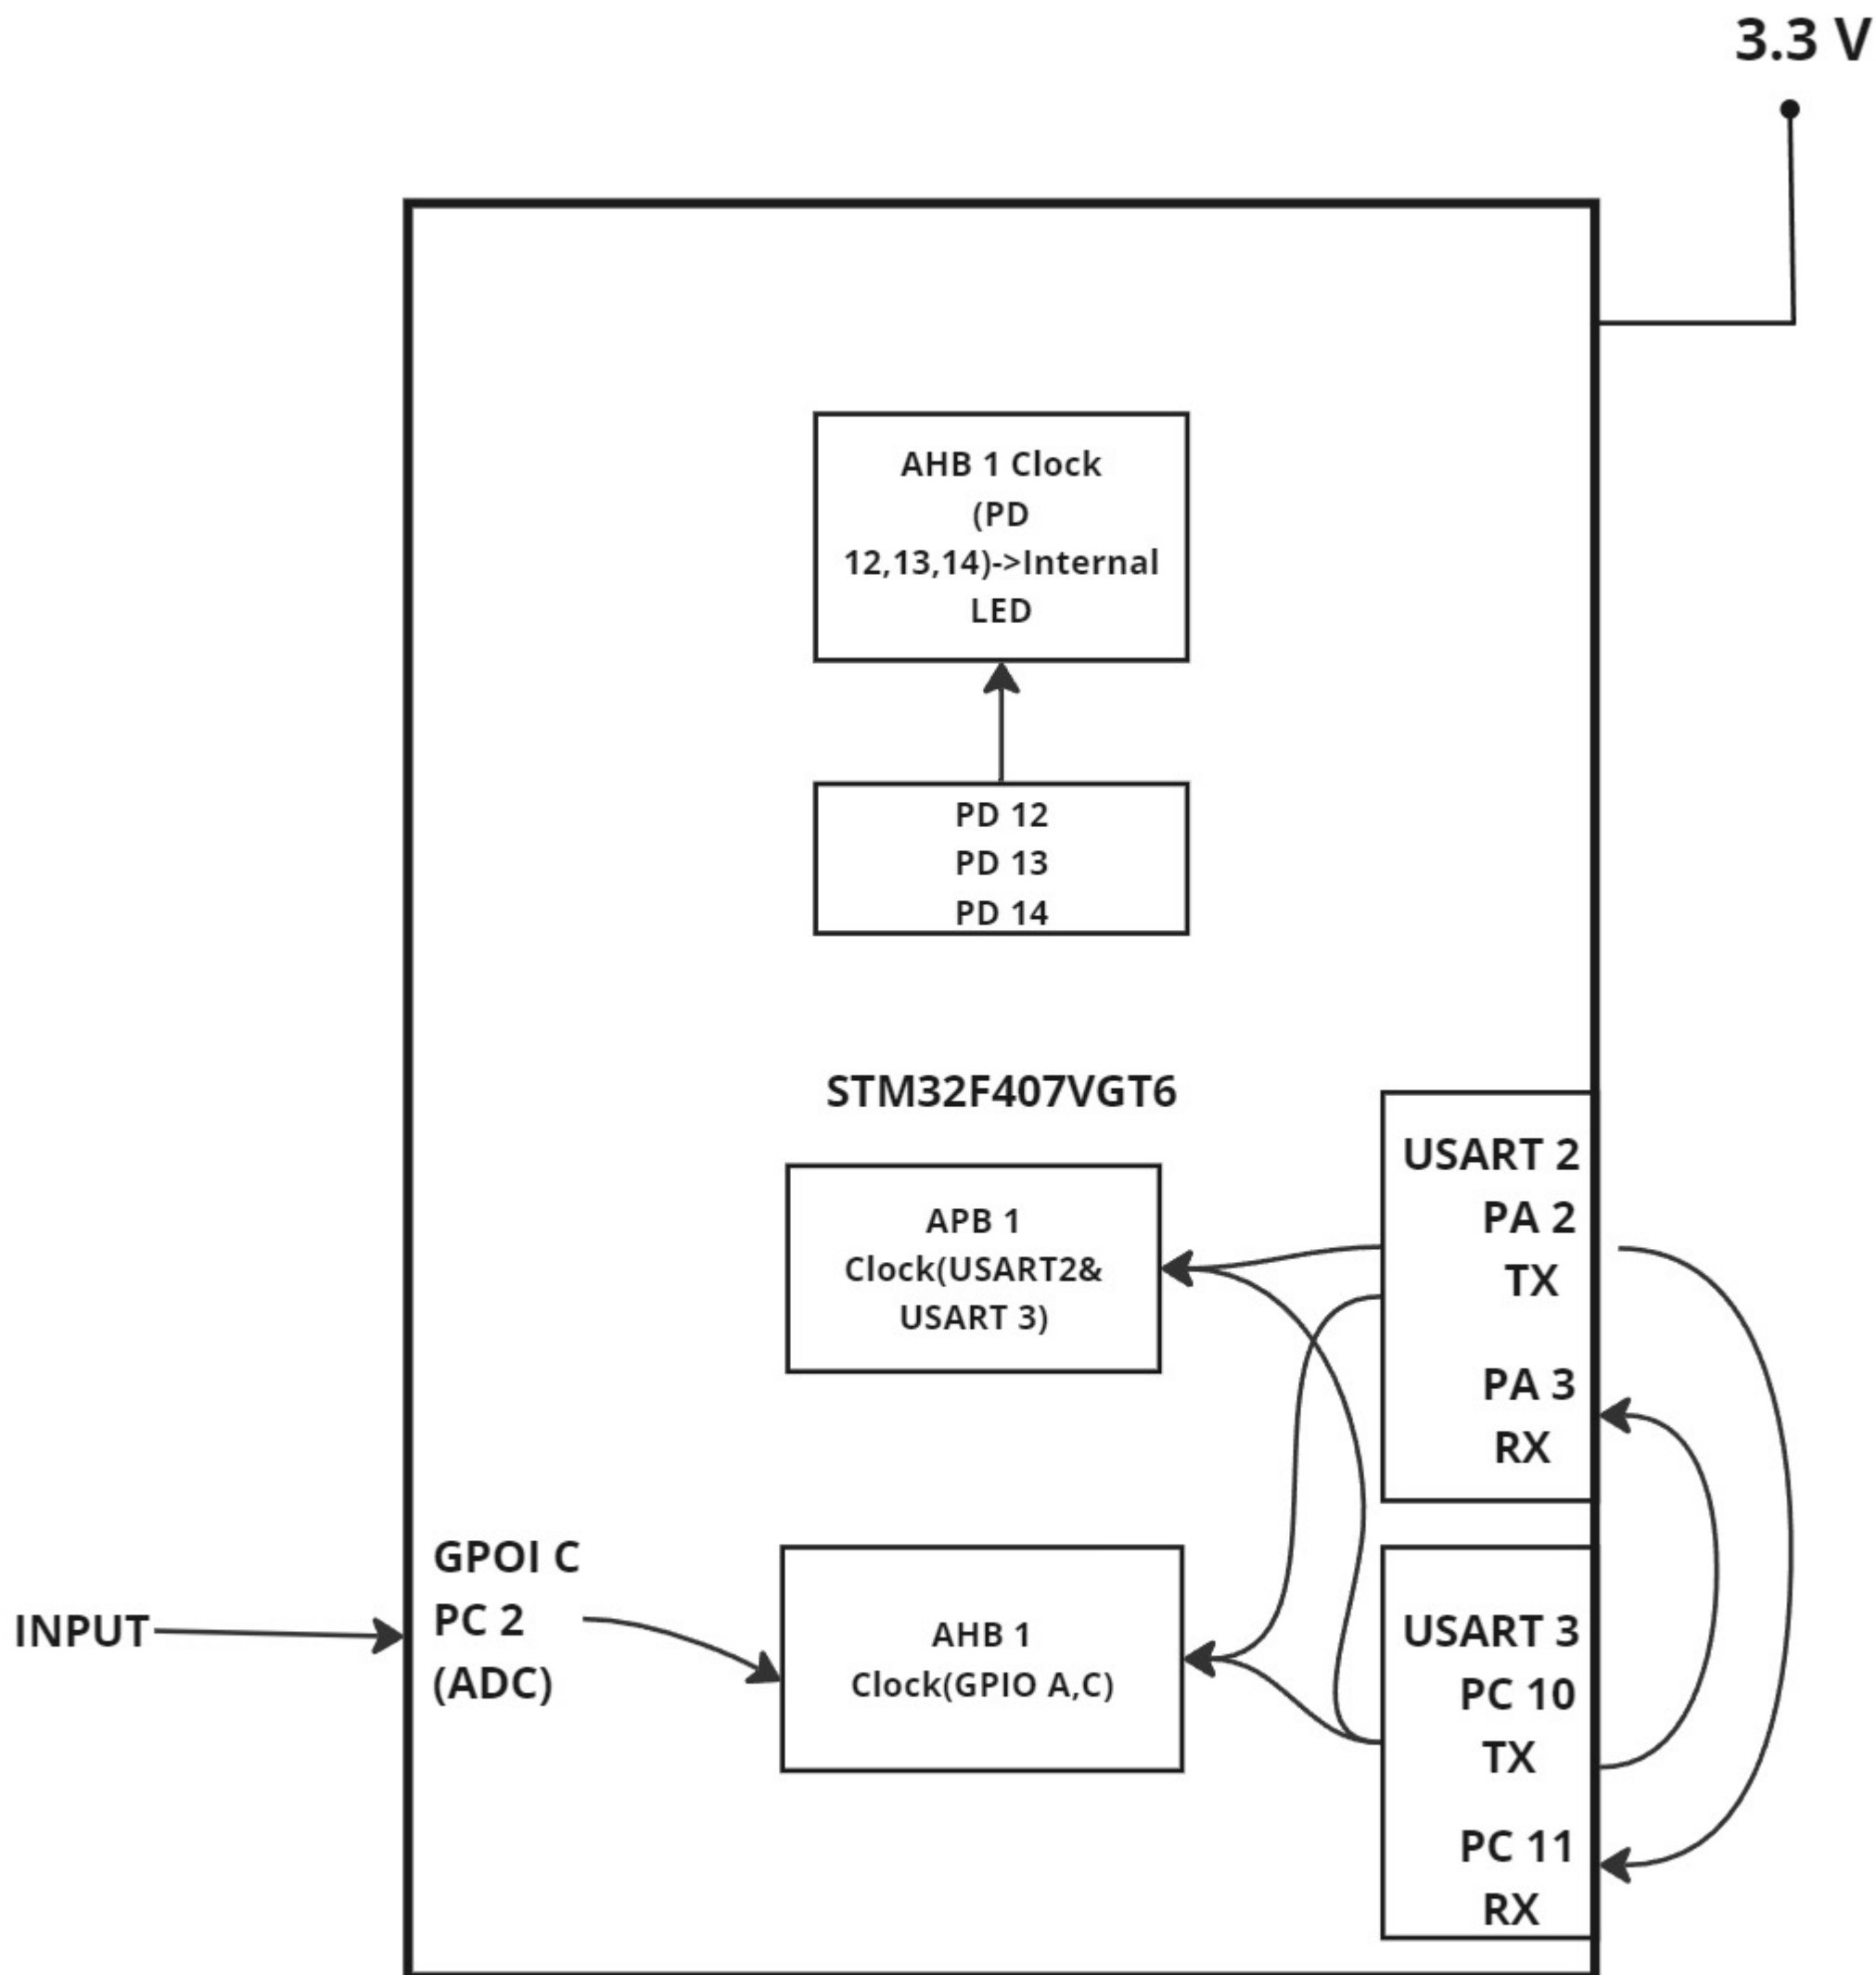 3.3 V
AHB 1 Clock
(PD
12,13,14)->Internal
LED
PD 12
PD 13
PD 14
STM32F407VGT6
APB 1
Clock(USART2&
USART 3)
USART 2
PA 2
TX
PA 3
RX
INPUT
GPOI C
PC 2
(ADC)
AHB 1
Clock(GPIO A,C)
USART 3
PC 10
TX
PC 11
RX